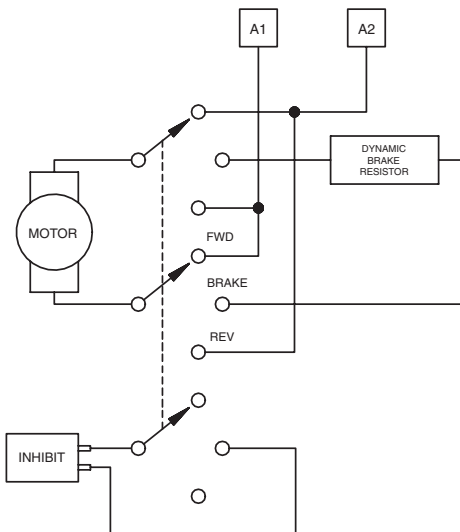 A1
A2
DYNAMIC
BRAKE
RESISTOR
MOTOR
FWD
BRAKE
REV
INHIBIT